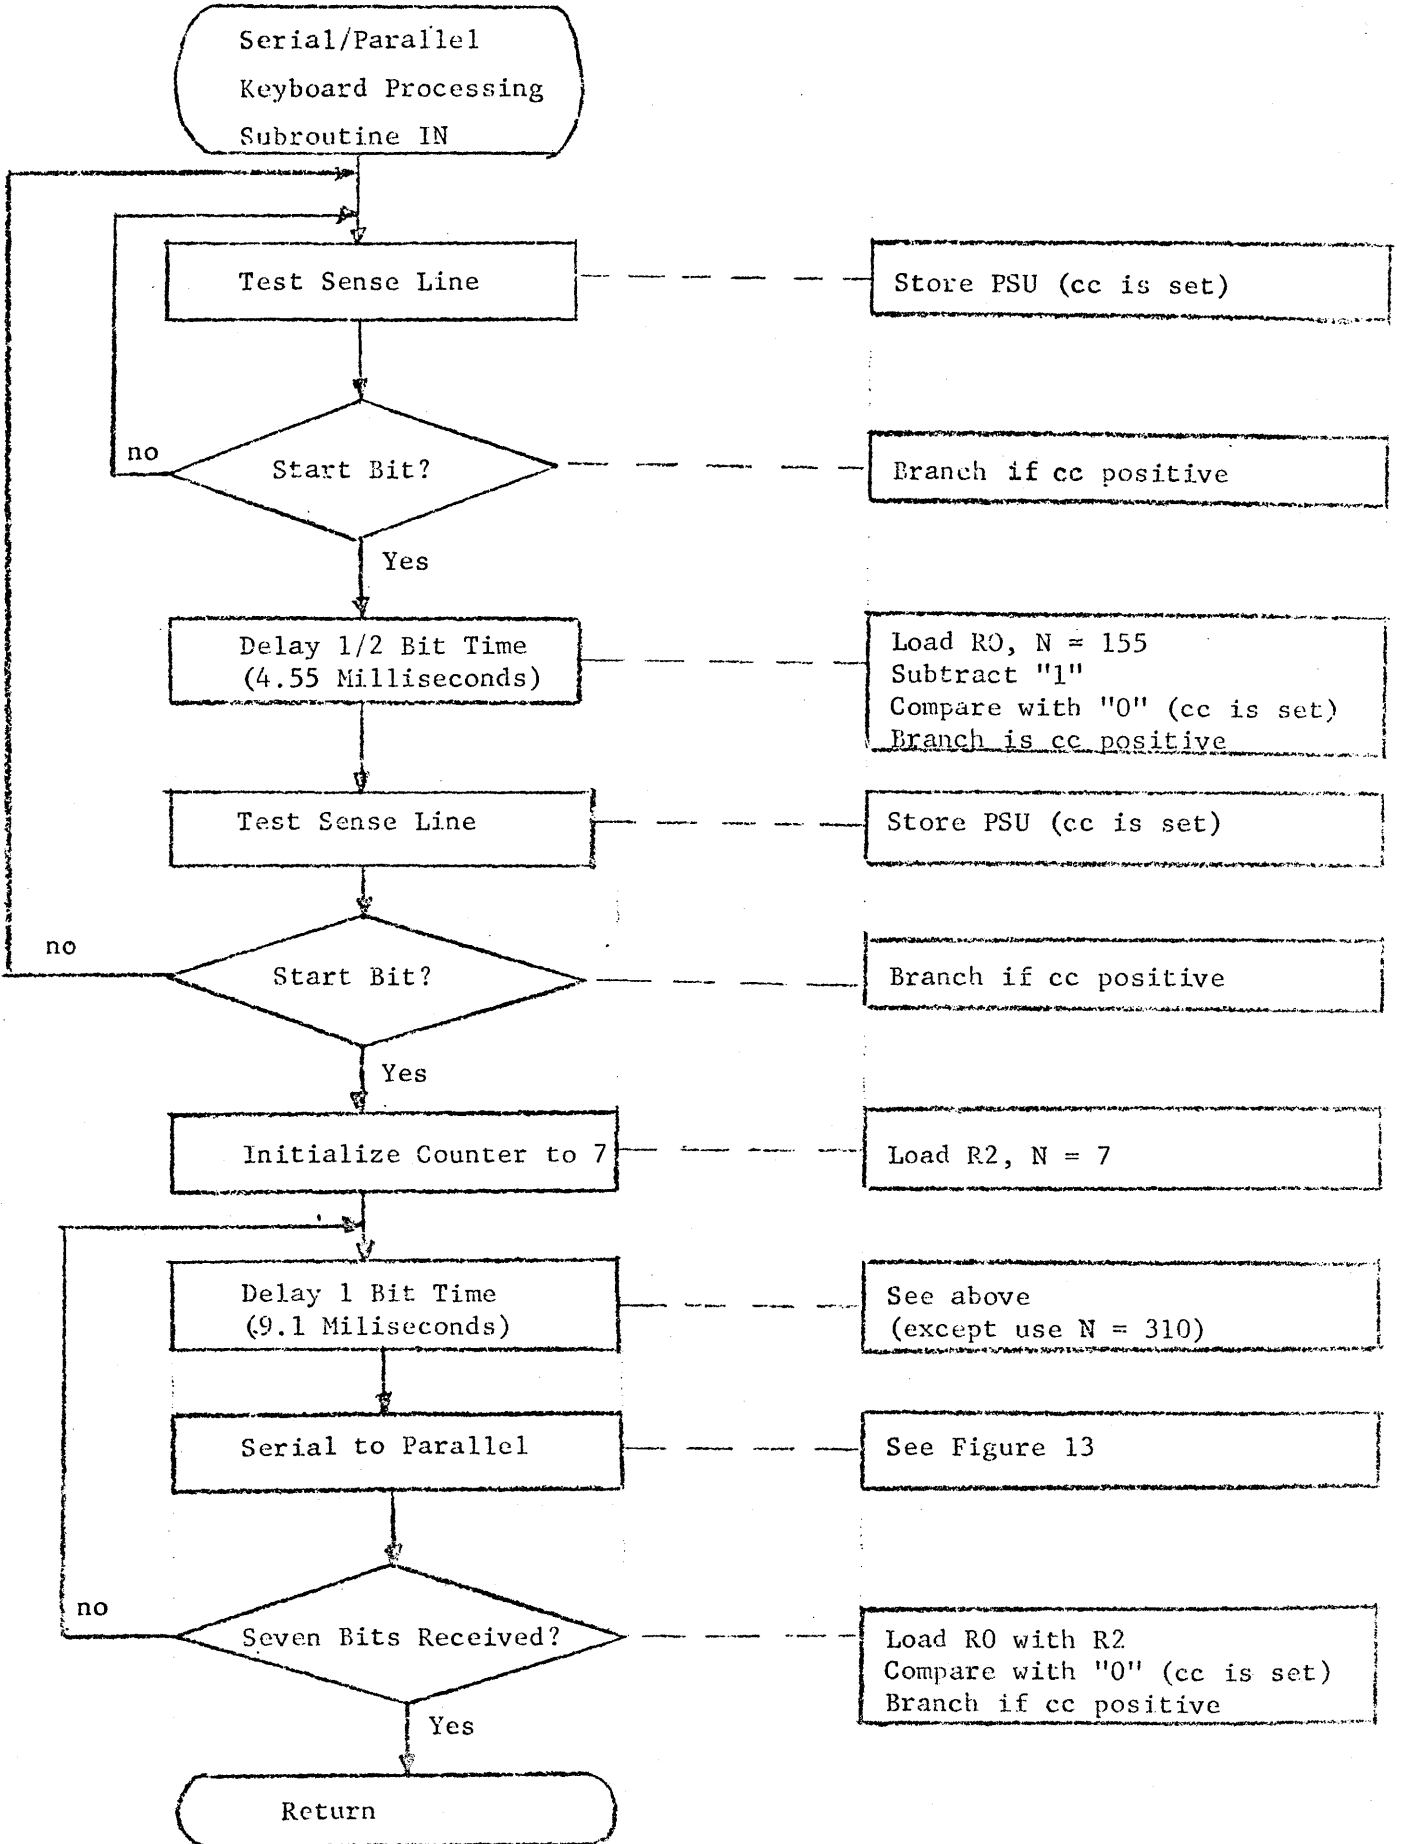 Serial/Parallel
Keyboard Processing
Subroutine IN
Test Sense Line
Store PSU (cc is set)
no
Start Bit?
Branch if cc positive
Yes
Delay 1/2 Bit Time
(4.55 Milliseconds)
Load R0, N = 155
Subtract "1"
Compare with "0" (cc is set)
Branch is cc positive
Test Sense Line
Store PSU (cc is set)
no
Start Bit?
Branch if cc positive
Yes
Initialize Counter to 7
Load R2, N = 7
Delay 1 Bit Time
(9.1 Miliseconds)
See above
(except use N = 310)
Serial to Parallel
See Figure 13
no
Seven Bits Received?
Load R0 with R2
Compare with "0" (cc is set)
Branch if cc positive
Yes
Return